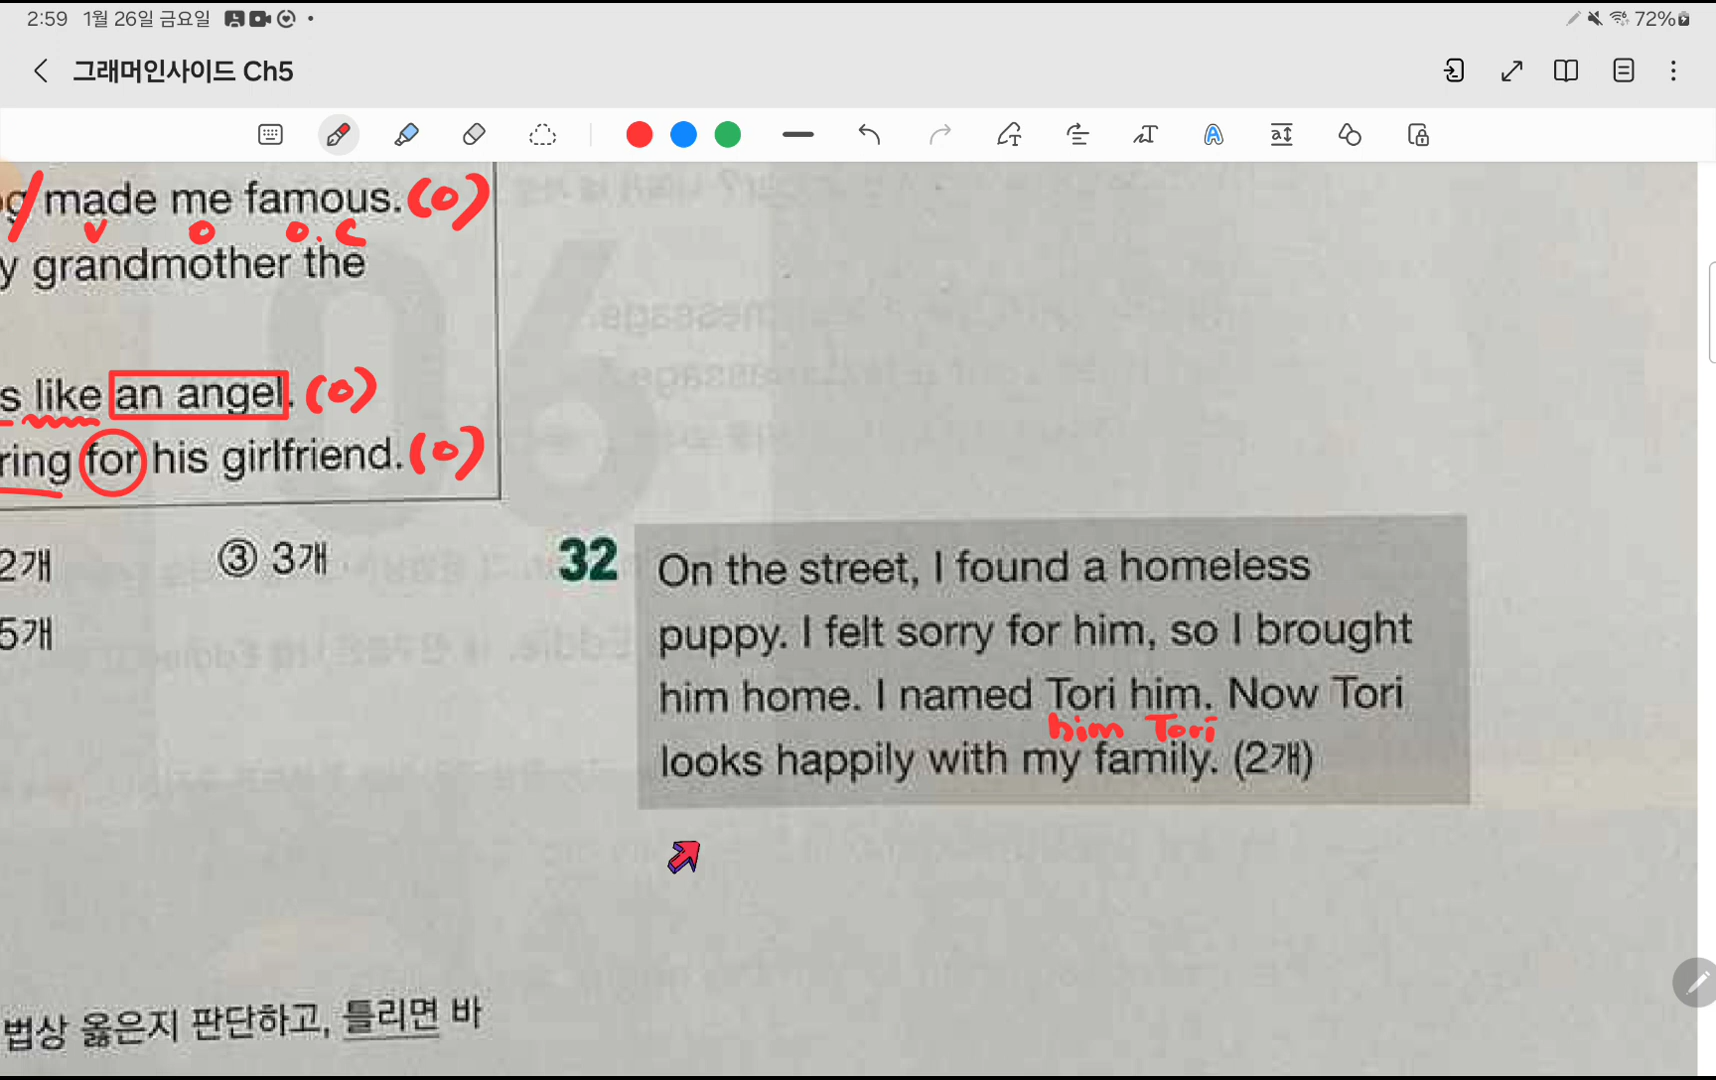 2:59 1월 26일 금요일
72%
그래머인사이드 Ch5
made me famous. (o)
v o o.c
y grandmother the
s like an angel. (o)
ring for his girlfriend. (o)
2개 ③ 3개
5개
32 On the street, I found a homeless
puppy. I felt sorry for him, so I brought
him home. I named Tori him. Now Tori
him Tori
looks happily with my family. (2개)
법상 옳은지 판단하고, 틀리면 바